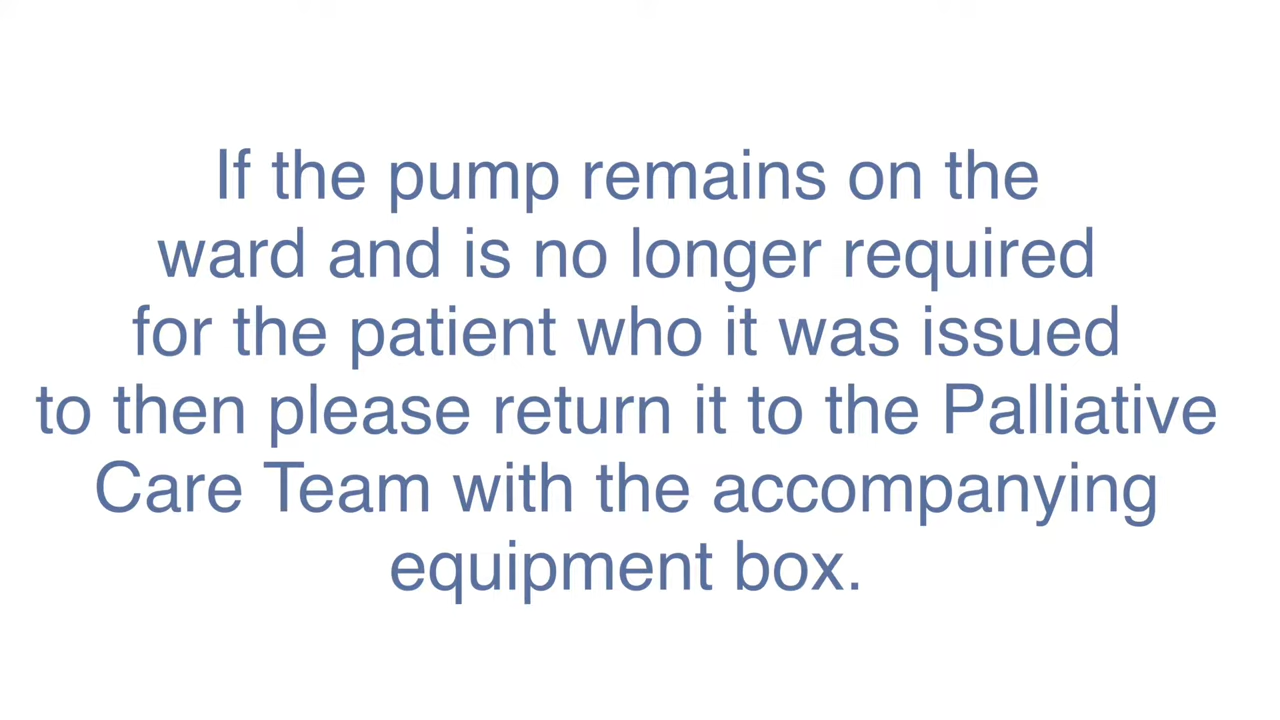 If the pump remains on the
ward and is no longer required
for the patient who it was issued
to then please return it to the Palliative
Care Team with the accompanying
equipment box.